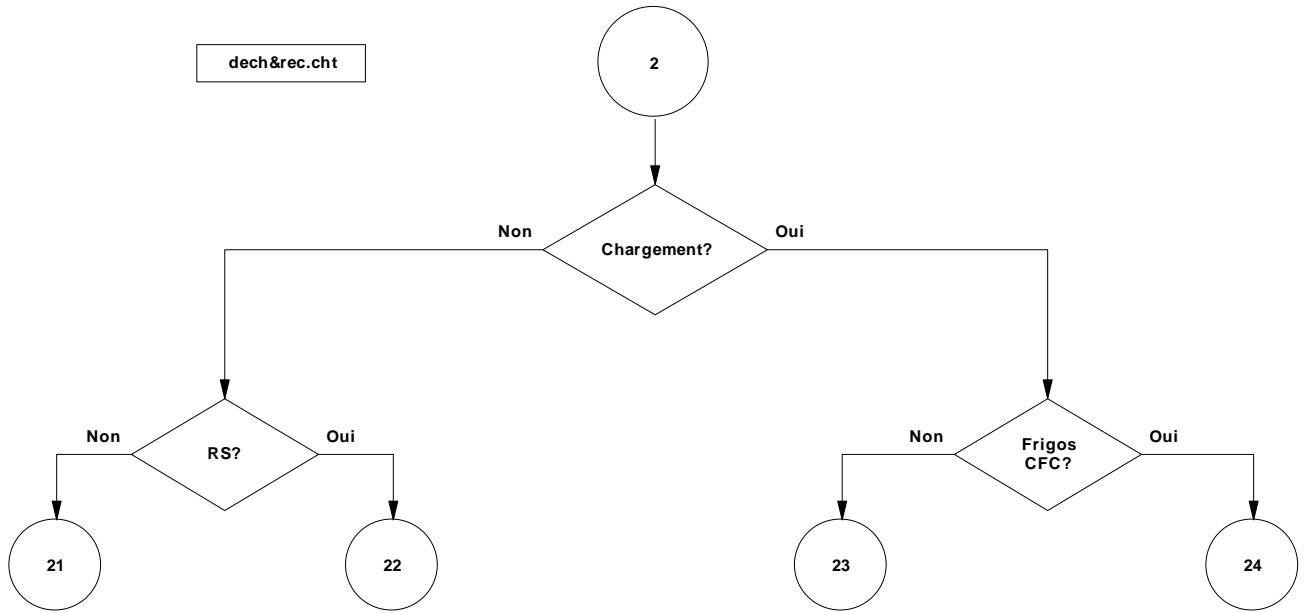 dech&rec.cht
2
Non
Oui
Chargement?
Non
Oui
RS?
Non
Oui
Frigos
CFC?
21
22
23
24